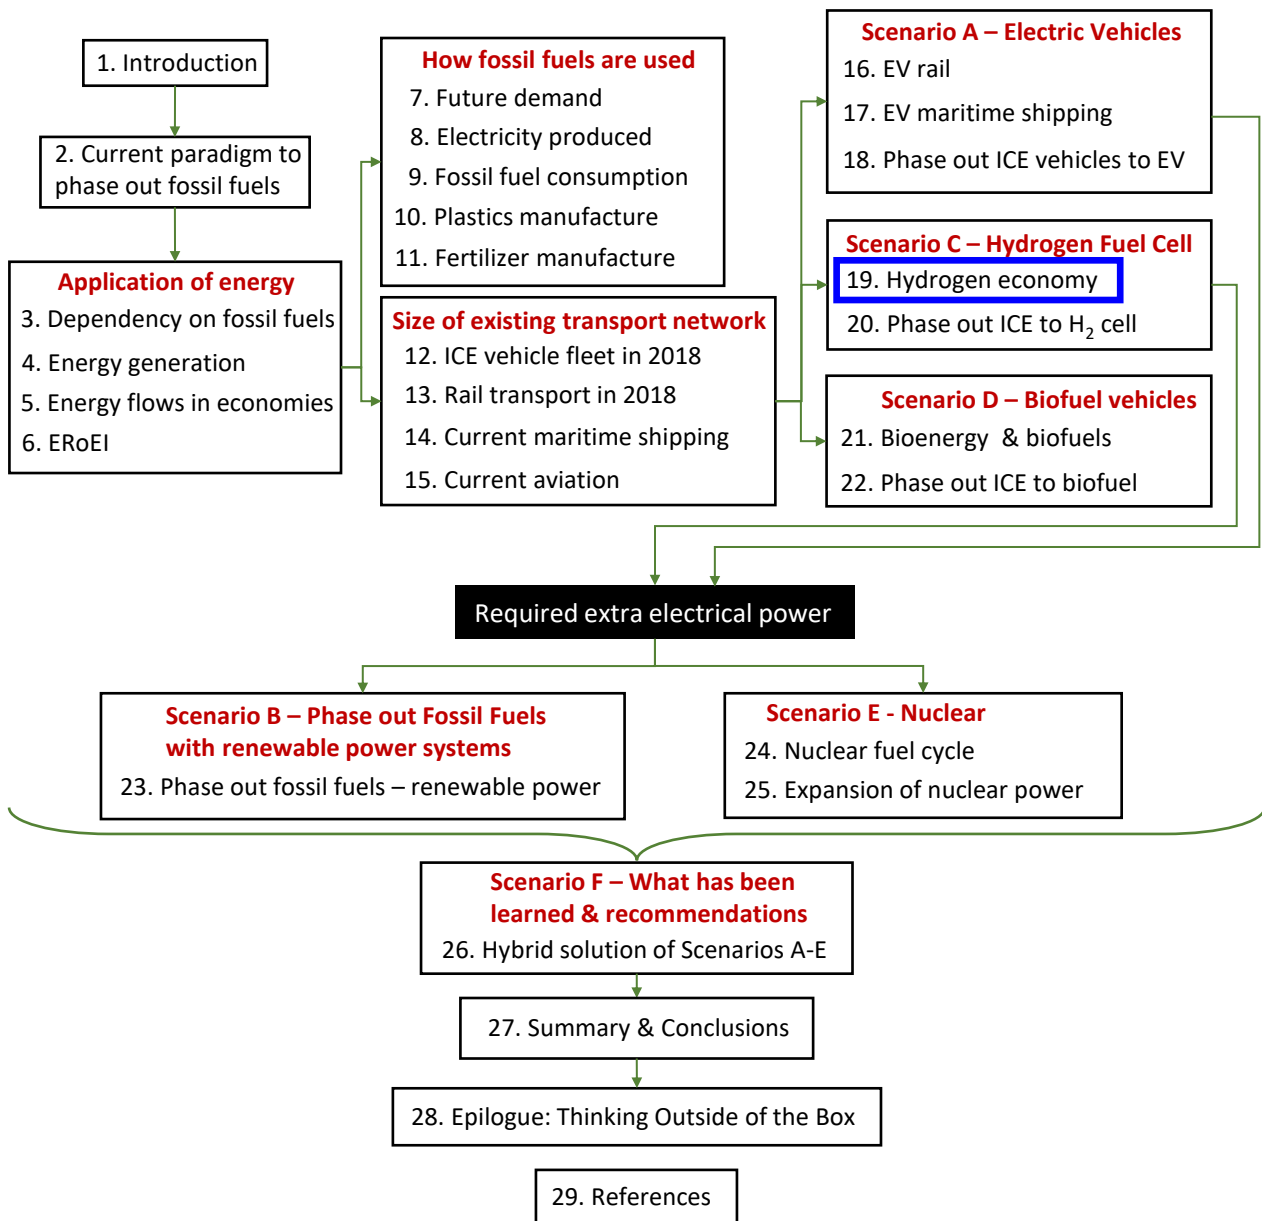 1. Introduction
2. Current paradigm to
phase out fossil fuels
Application of energy
3. Dependency on fossil fuels
4. Energy generation
5. Energy flows in economies
6. ERoEI
How fossil fuels are used
7. Future demand
8. Electricity produced
9. Fossil fuel consumption
10. Plastics manufacture
11. Fertilizer manufacture
Size of existing transport network
12. ICE vehicle fleet in 2018
13. Rail transport in 2018
14. Current maritime shipping
15. Current aviation
Scenario A – Electric Vehicles
16. EV rail
17. EV maritime shipping
18. Phase out ICE vehicles to EV
Scenario C – Hydrogen Fuel Cell
19. Hydrogen economy
20. Phase out ICE to H₂ cell
Scenario D – Biofuel vehicles
21. Bioenergy & biofuels
22. Phase out ICE to biofuel
Required extra electrical power
Scenario B – Phase out Fossil Fuels
with renewable power systems
23. Phase out fossil fuels – renewable power
Scenario E - Nuclear
24. Nuclear fuel cycle
25. Expansion of nuclear power
Scenario F – What has been
learned & recommendations
26. Hybrid solution of Scenarios A-E
27. Summary & Conclusions
28. Epilogue: Thinking Outside of the Box
29. References